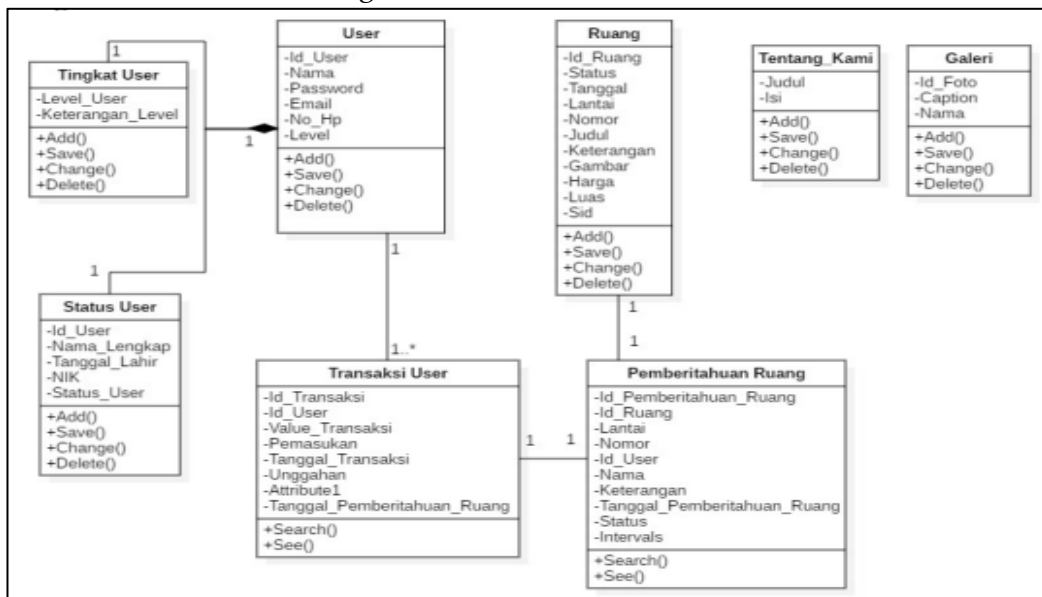 User
-Id_User
-Nama
-Password
-Email
-No_Hp
-Level
+Add()
+Save()
+Change()
+Delete()
1
Tingkat User
-Level_User
-Keterangan_Level
+Add()
+Save()
+Change()
+Delete()
1
1
Status User
-Id_User
-Nama_Lengkap
-Tanggal_Lahir
-NIK
-Status_User
+Add()
+Save()
+Change()
+Delete()
Ruang
-Id_Ruang
-Status
-Tanggal
-Lantai
-Nomor
-Judul
-Keterangan
-Gambar
-Harga
-Luas
-Sid
+Add()
+Save()
+Change()
+Delete()
Tentang_Kami
-Judul
-Isi
+Add()
+Save()
+Change()
+Delete()
Galeri
-Id_Foto
-Caption
-Nama
+Add()
+Save()
+Change()
+Delete()
1
1..*
Transaksi User
-Id_Transaksi
-Id_User
-Value_Transaksi
-Pemasukan
-Tanggal_Transaksi
-Unggahan
-Attribute1
-Tanggal_Pemberitahuan_Ruang
+Search()
+See()
1
1
1
1
Pemberitahuan Ruang
-Id_Pemberitahuan_Ruang
-Id_Ruang
-Lantai
-Nomor
-Id_User
-Nama
-Keterangan
-Tanggal_Pemberitahuan_Ruang
-Status
-Intervals
+Search()
+See()